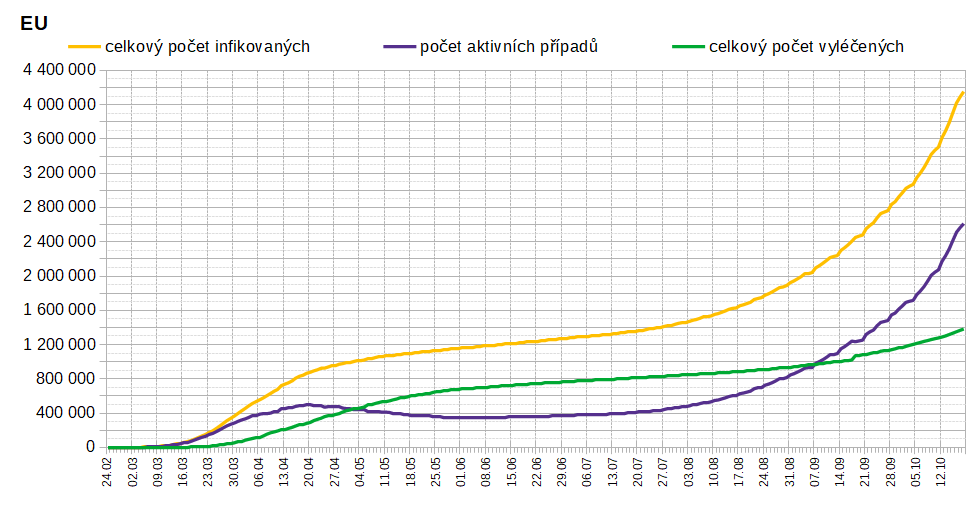 EU
celkový počet infikovaných počet aktivních případů celkový počet vyléčených
4 400 000
4 000 000
3 600 000
3 200 000
2 800 000
2 400 000
2 000 000
1 600 000
1 200 000
800 000
400 000
0
24.02 02.03 09.03 16.03 23.03 30.03 06.04 13.04 20.04 27.04 04.05 11.05 18.05 25.05 01.06 08.06 15.06 22.06 29.06 06.07 13.07 20.07 27.07 03.08 10.08 17.08 24.08 31.08 07.09 14.09 21.09 28.09 05.10 12.10